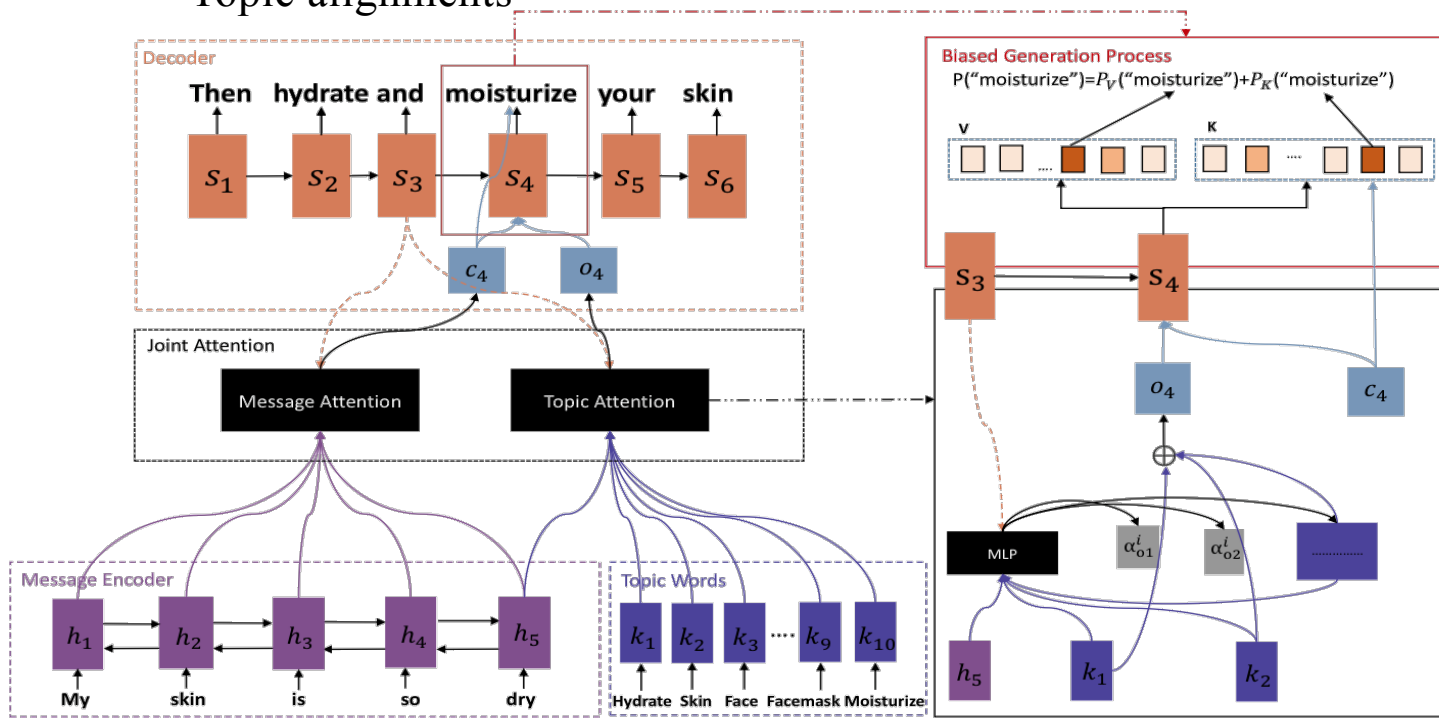 Topic alignments
Decoder
Then hydrate and moisturize your skin
S₁ S₂ S₃ S₄ S₅ S₆
c₄ o₄
Joint Attention
Message Attention Topic Attention
Message Encoder
h₁ h₂ h₃ h₄ h₅
My skin is so dry
Topic Words
k₁ k₂ k₃ .... k₉ k₁₀
Hydrate Skin Face Facemask Moisturize
Biased Generation Process
P(“moisturize”)=P_V(“moisturize”)+P_K(“moisturize”)
V K
.... ....
S₃ S₄
o₄ c₄
MLP αⁱₒ₁ αⁱₒ₂ ...............
h₅ k₁ k₂